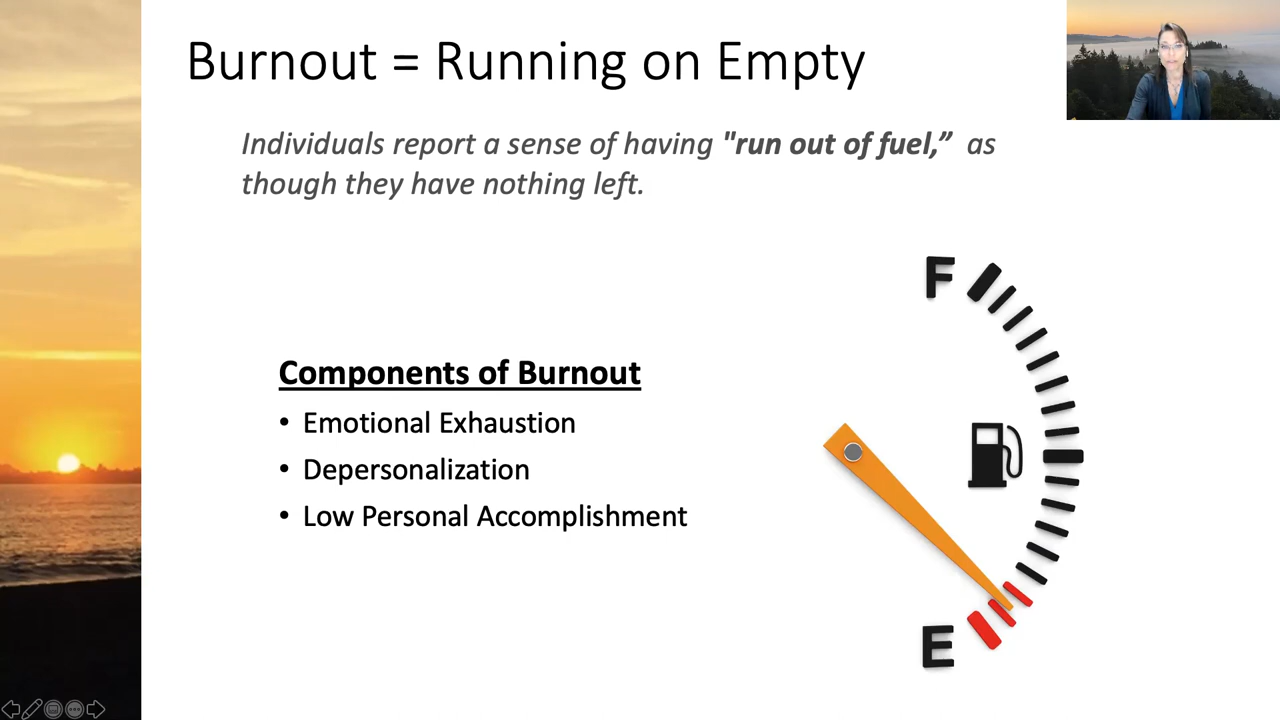 Burnout = Running on Empty
Individuals report a sense of having "run out of fuel,” as
though they have nothing left.
Components of Burnout
• Emotional Exhaustion
• Depersonalization
• Low Personal Accomplishment
F
E